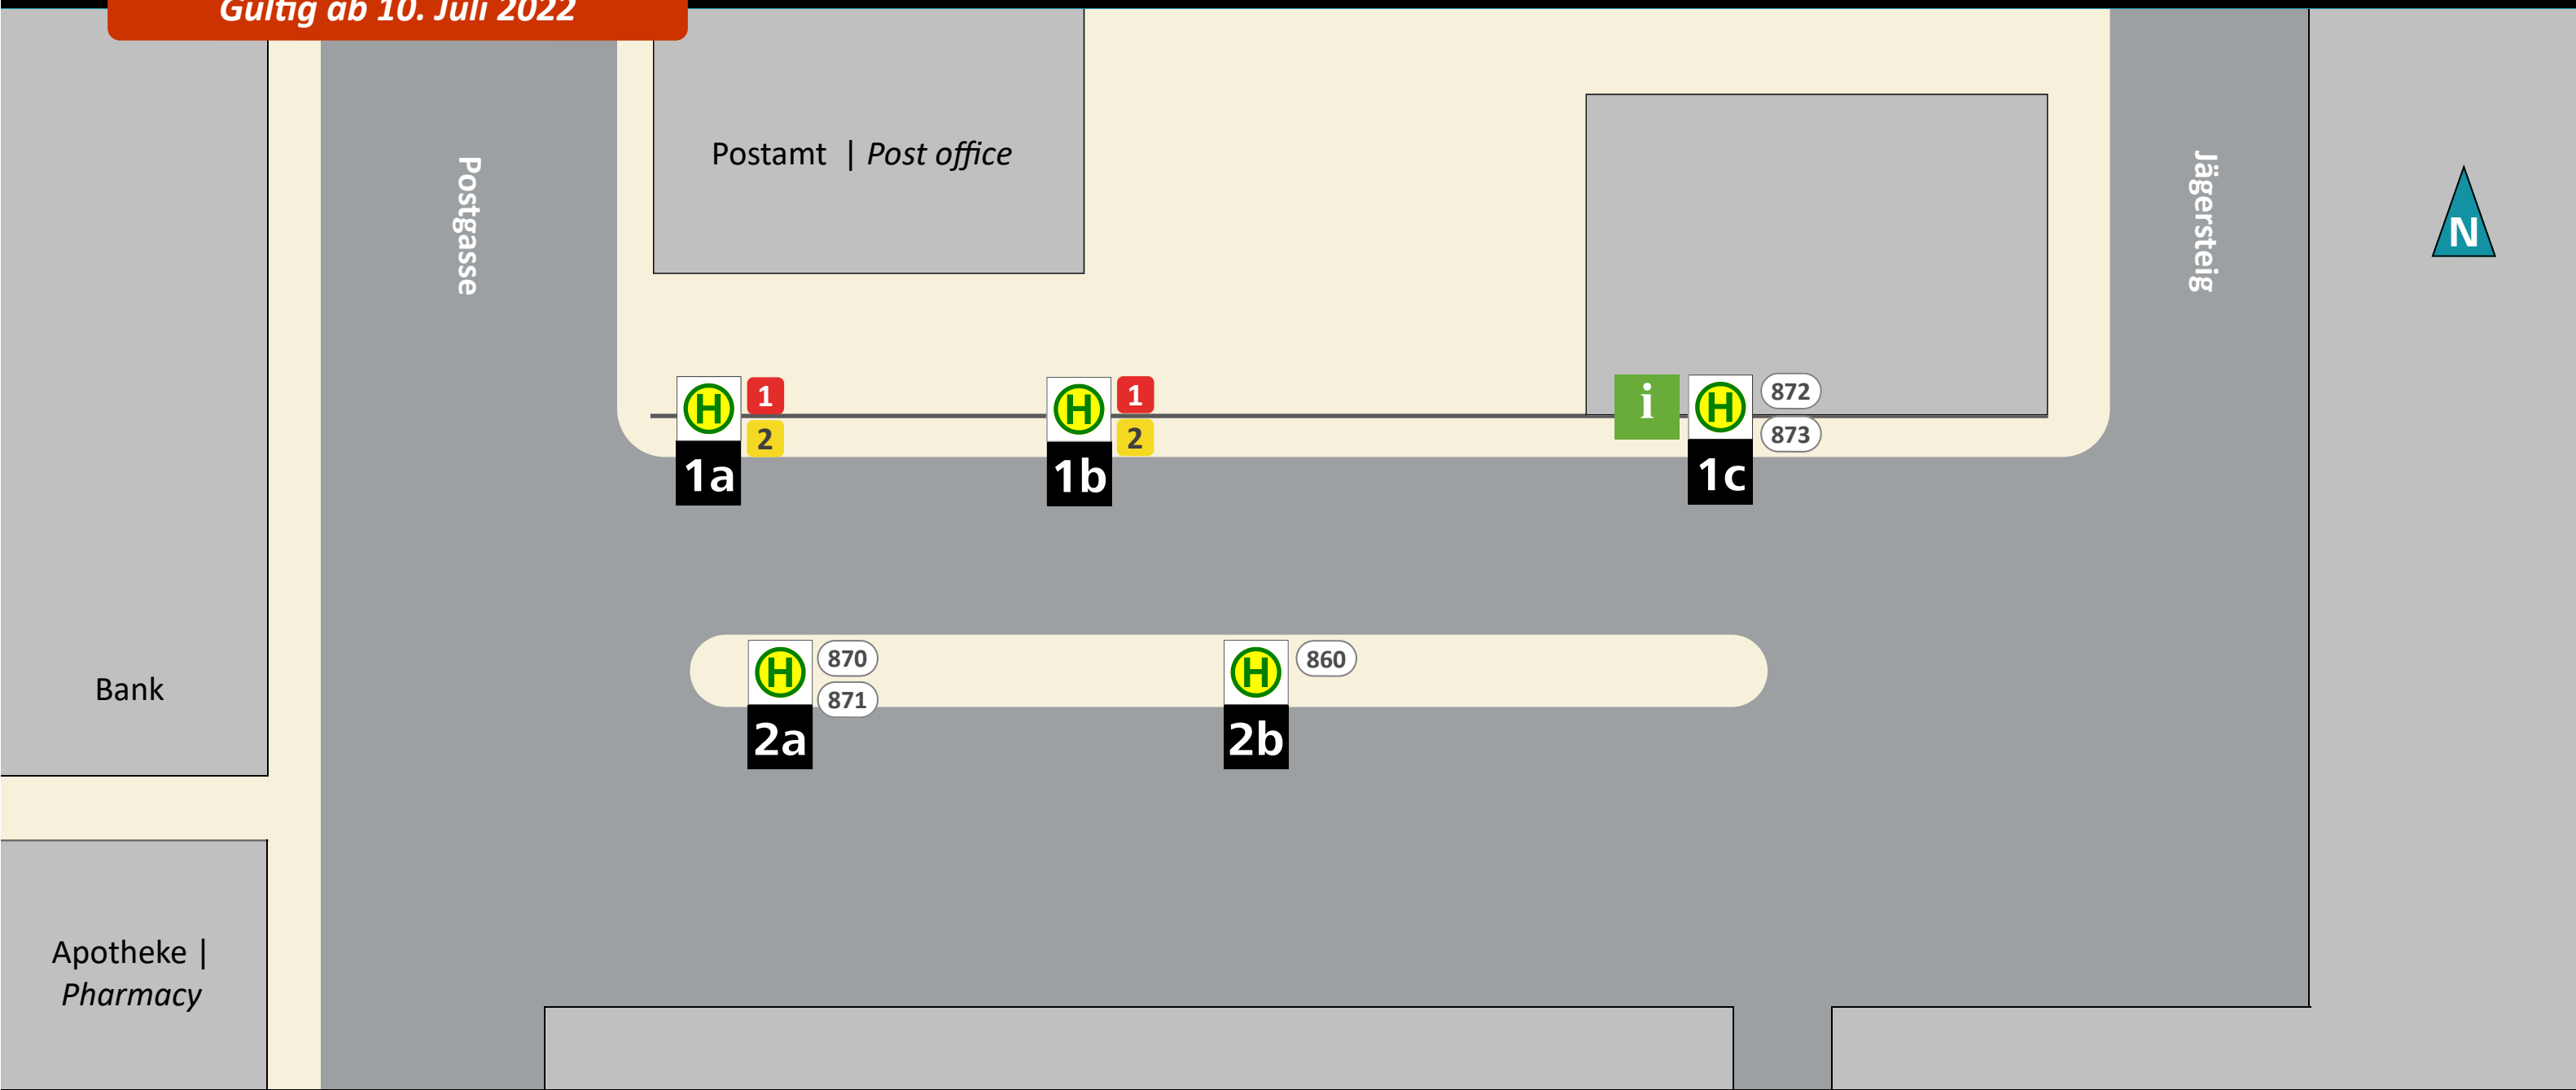 Gültig ab 10. Juli 2022
Postamt | Post office
Postgasse
Jägersteig
N
H 1
2
1a
H 1
2
1b
i H 872
873
1c
H 870
871
2a
H 860
2b
Bank
Apotheke |
Pharmacy